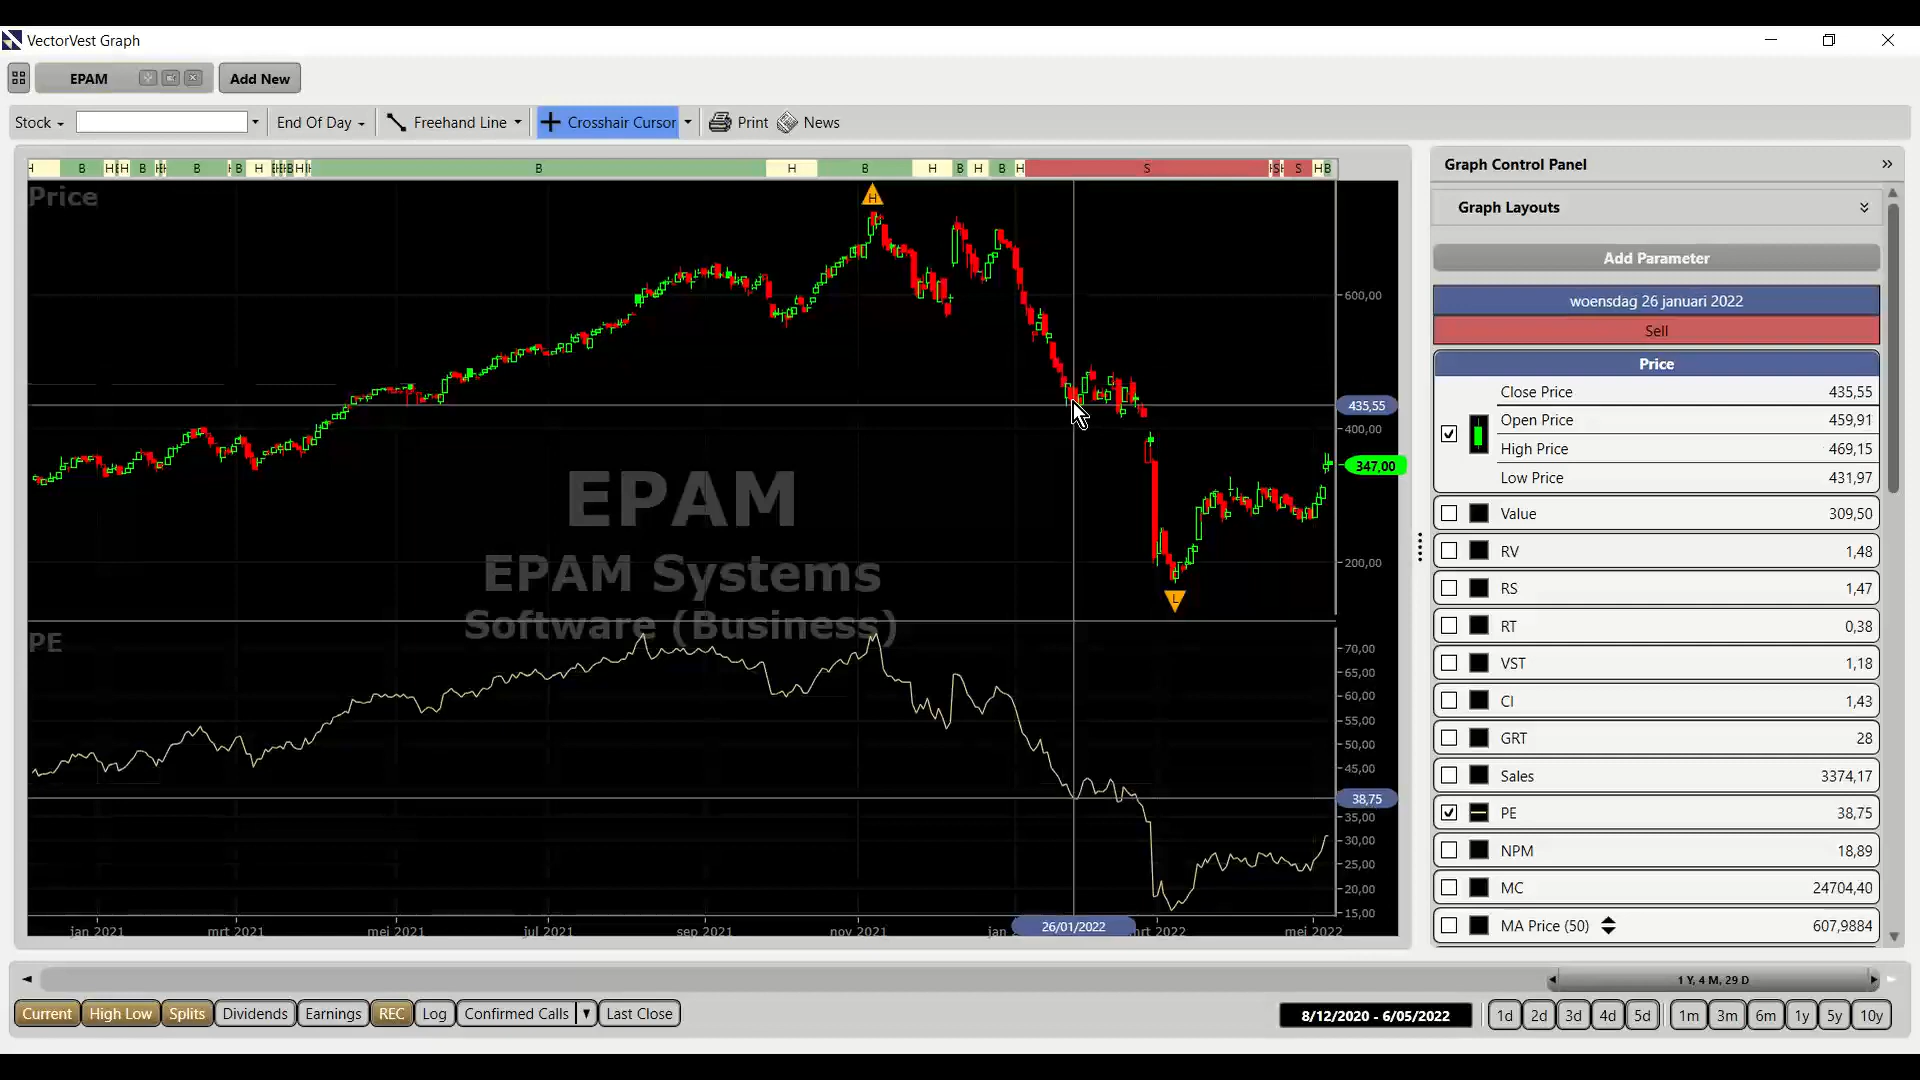 VectorVest Graph
EPAM
Add New
Stock
End Of Day
Freehand Line
Crosshair Cursor
Print
News
H B H H B B B H B H B H B H B H B H S S H B
Price
H
600,00
435,55
400,00
347,00
200,00
L
EPAM
EPAM Systems
Software (Business)
PE
70,00
65,00
60,00
55,00
50,00
45,00
38,75
35,00
30,00
25,00
20,00
15,00
jan 2021 mrt 2021 mei 2021 jul 2021 sep 2021 nov 2021 jan 26/01/2022 mrt 2022 mei 2022
Graph Control Panel
Graph Layouts
Add Parameter
woensdag 26 januari 2022
Sell
Price
Close Price 435,55
Open Price 459,91
High Price 469,15
Low Price 431,97
Value 309,50
RV 1,48
RS 1,47
RT 0,38
VST 1,18
CI 1,43
GRT 28
Sales 3374,17
PE 38,75
NPM 18,89
MC 24704,40
MA Price (50) 607,9884
1 Y, 4 M, 29 D
Current High Low Splits Dividends Earnings REC Log Confirmed Calls Last Close
8/12/2020 - 6/05/2022 1d 2d 3d 4d 5d 1m 3m 6m 1y 5y 10y